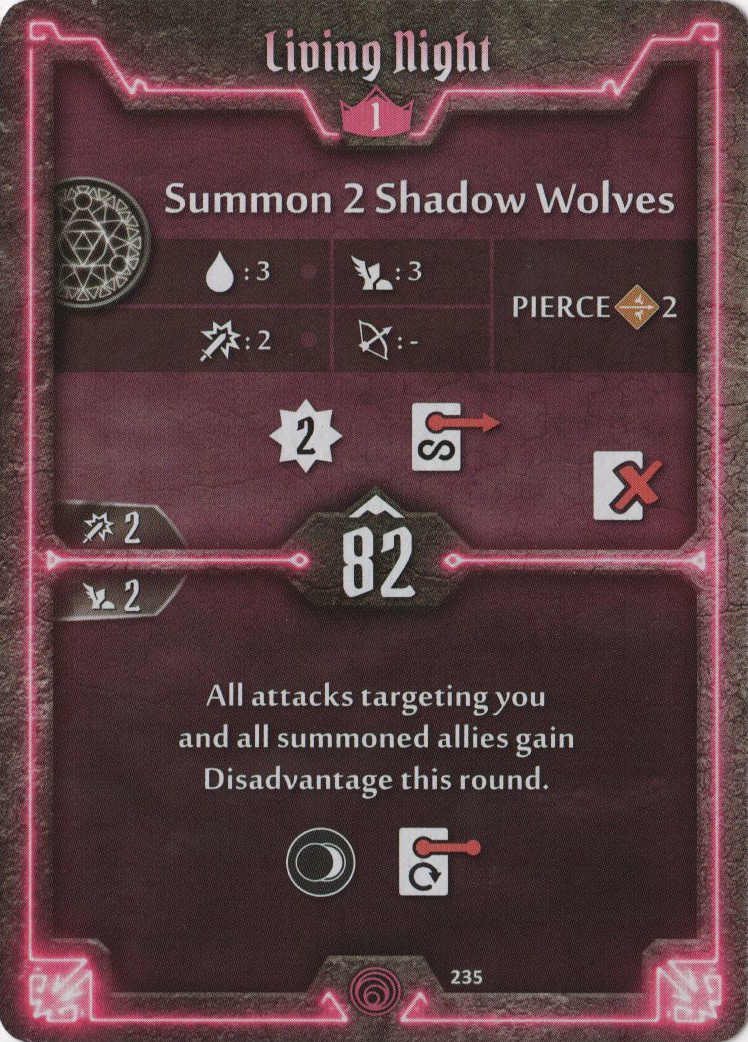 Living Night
1
Summon 2 Shadow Wolves
: 3
: 3
PIERCE 2
: 2
: -
2
2
82
2
All attacks targeting you
and all summoned allies gain
Disadvantage this round.
235